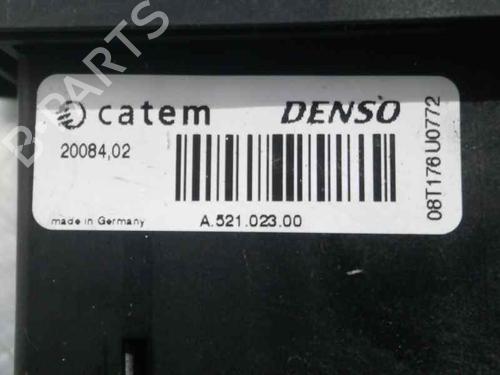 catem DENSO
20084,02
made in Germany A.521.023.00
08T176U0772
B-PARTS